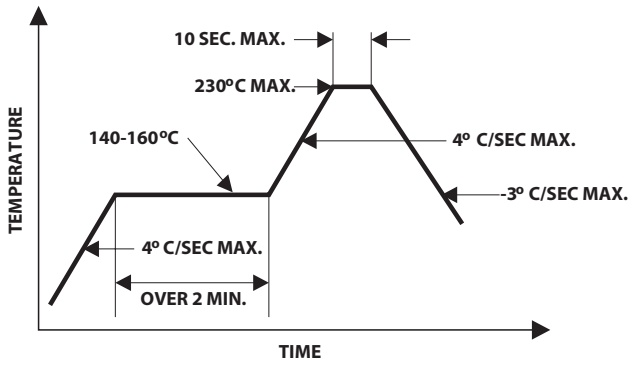 10 SEC. MAX.
230ºC MAX.
140-160ºC
4º C/SEC MAX.
-3º C/SEC MAX.
4º C/SEC MAX.
OVER 2 MIN.
TEMPERATURE
TIME